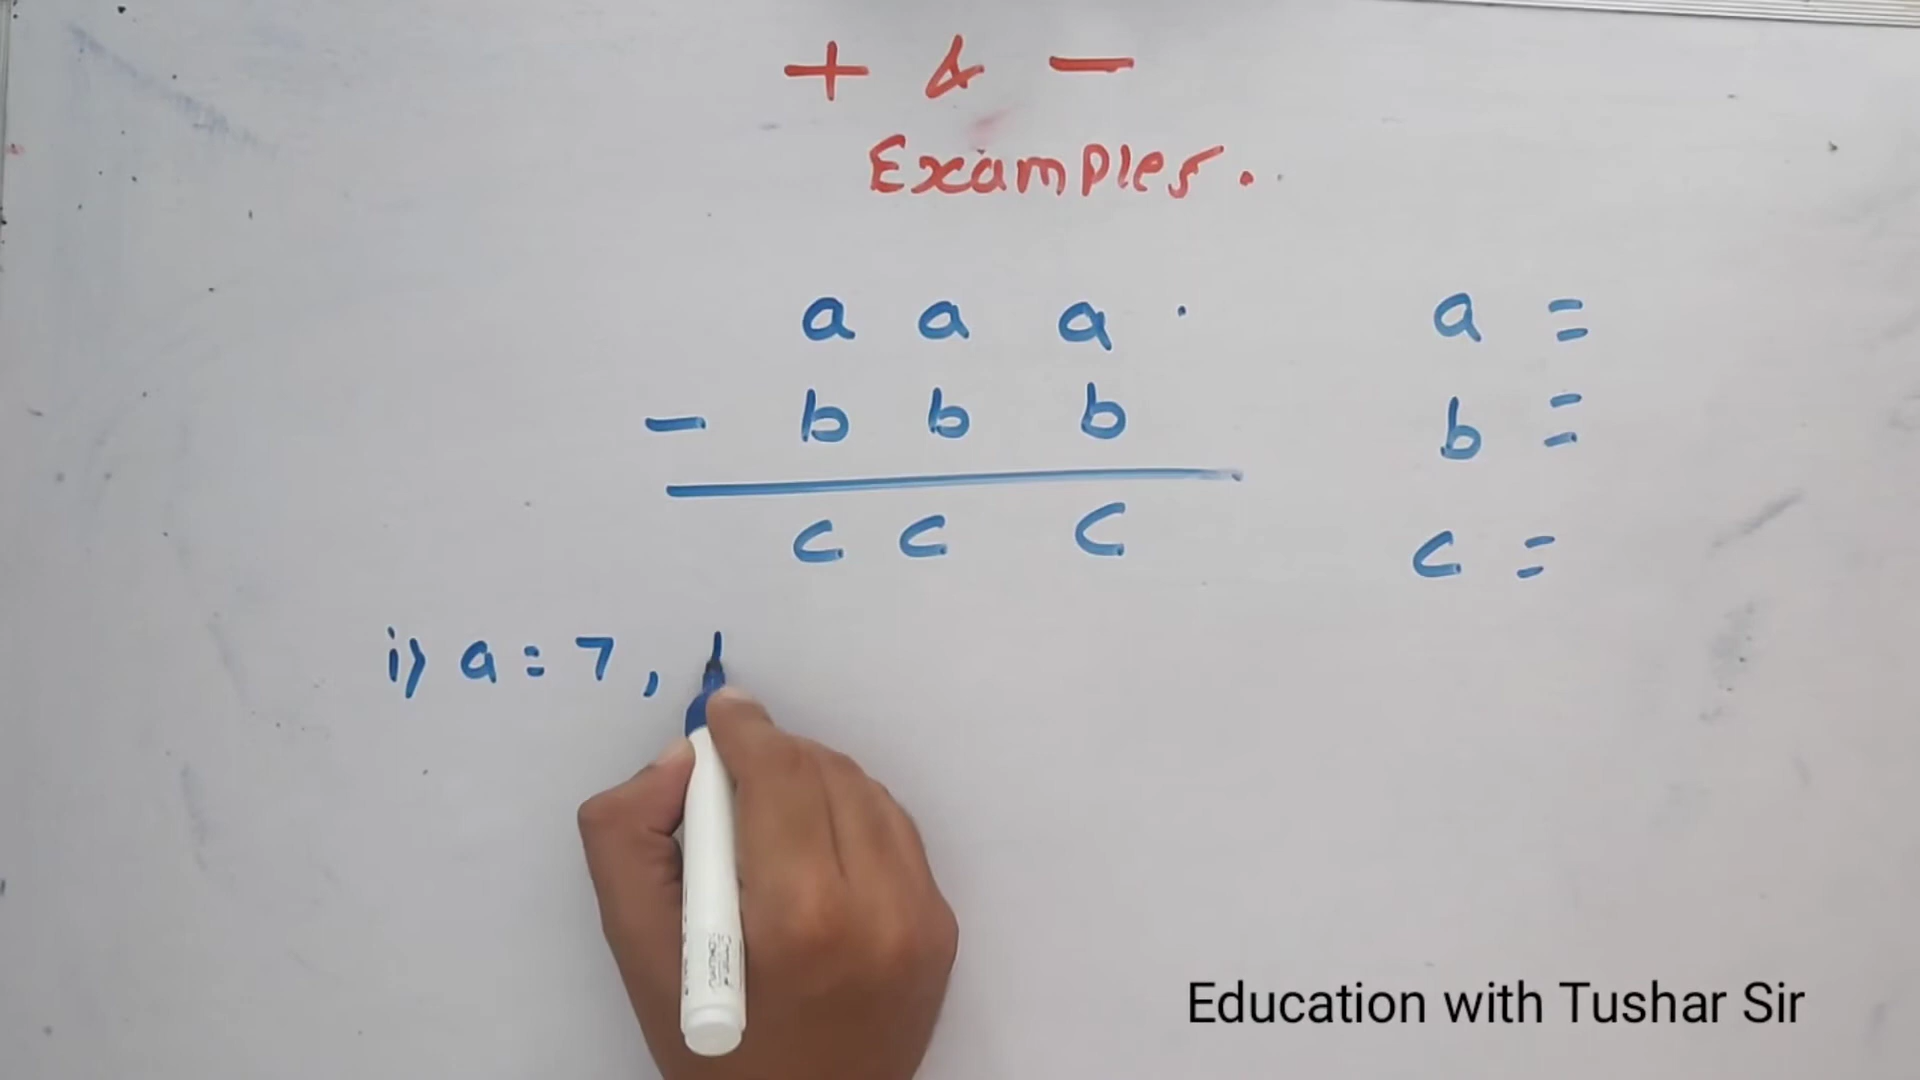 + & -
Examples.
a a a a =
- b b b b =
c c c c =
i) a = 7 ,
Education with Tushar Sir